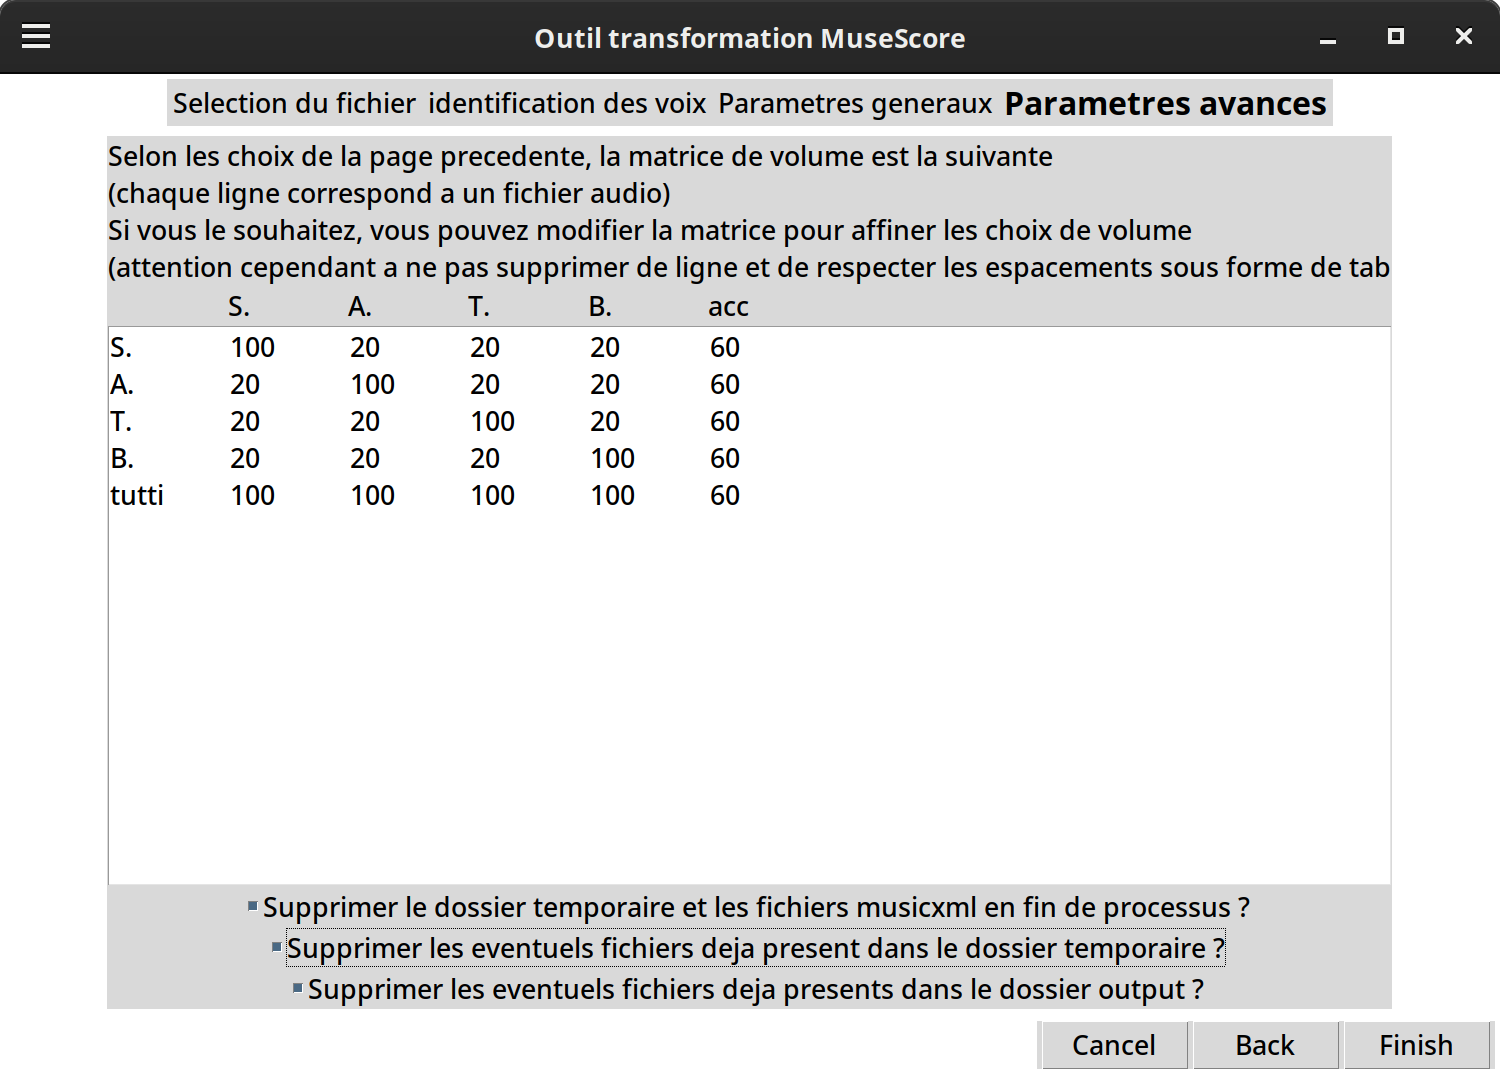 Outil transformation MuseScore
Selection du fichier identification des voix Parametres generaux Parametres avances
Selon les choix de la page precedente, la matrice de volume est la suivante
(chaque ligne correspond a un fichier audio)
Si vous le souhaitez, vous pouvez modifier la matrice pour affiner les choix de volume
(attention cependant a ne pas supprimer de ligne et de respecter les espacements sous forme de tab
S. A. T. B. acc
S. 100 20 20 20 60
A. 20 100 20 20 60
T. 20 20 100 20 60
B. 20 20 20 100 60
tutti 100 100 100 100 60
Supprimer le dossier temporaire et les fichiers musicxml en fin de processus ?
Supprimer les eventuels fichiers deja present dans le dossier temporaire ?
Supprimer les eventuels fichiers deja presents dans le dossier output ?
Cancel Back Finish